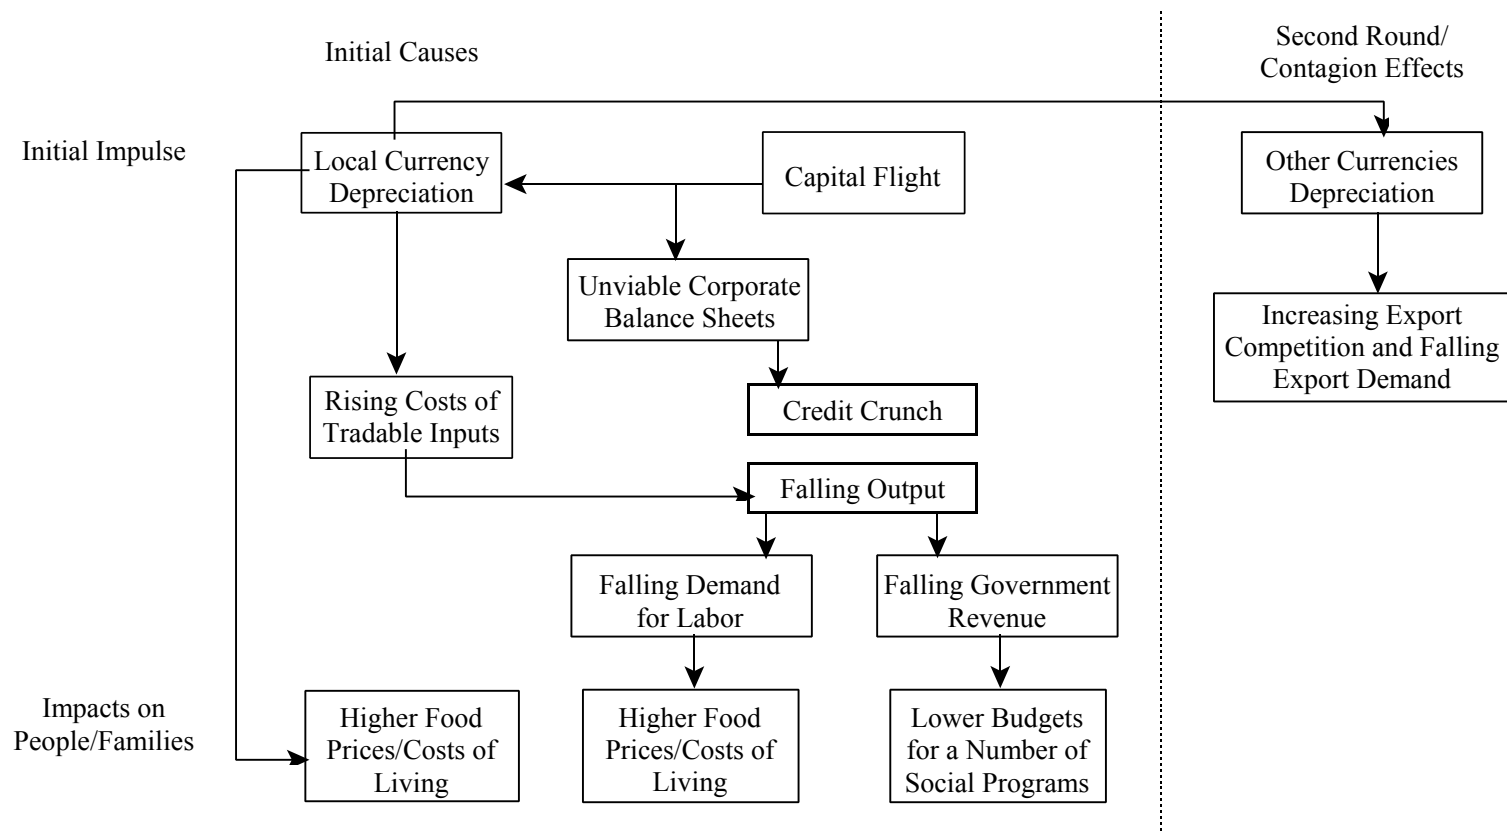 Initial Causes
Second Round/
Contagion Effects
Initial Impulse
Local Currency
Depreciation
Capital Flight
Other Currencies
Depreciation
Unviable Corporate
Balance Sheets
Increasing Export
Competition and Falling
Export Demand
Rising Costs of
Tradable Inputs
Credit Crunch
Falling Output
Falling Demand
for Labor
Falling Government
Revenue
Impacts on
People/Families
Higher Food
Prices/Costs of
Living
Higher Food
Prices/Costs of
Living
Lower Budgets
for a Number of
Social Programs